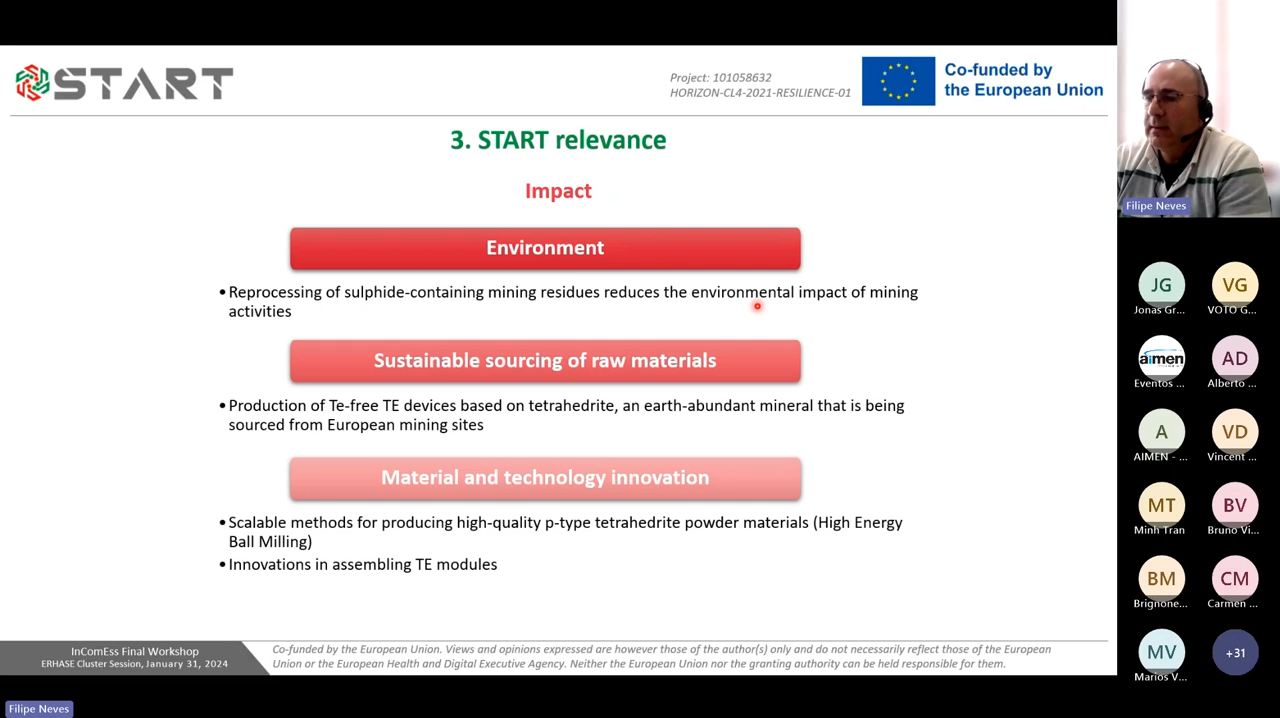 START
Project: 101058632
HORIZON-CL4-2021-RESILIENCE-01
Co-funded by
the European Union
3. START relevance
Impact
Environment
• Reprocessing of sulphide-containing mining residues reduces the environmental impact of mining
activities
Sustainable sourcing of raw materials
• Production of Te-free TE devices based on tetrahedrite, an earth-abundant mineral that is being
sourced from European mining sites
Material and technology innovation
• Scalable methods for producing high-quality p-type tetrahedrite powder materials (High Energy
Ball Milling)
• Innovations in assembling TE modules
InComEss Final Workshop
ERHASE Cluster Session, January 31, 2024
Co-funded by the European Union. Views and opinions expressed are however those of the author(s) only and do not necessarily reflect those of the European
Union or the European Health and Digital Executive Agency. Neither the European Union nor the granting authority can be held responsible for them.
Filipe Neves
JG
Jonas Gr...
VG
VOTO G...
aimen
Eventos ...
AD
Alberto ...
A
AIMEN - ...
VD
Vincent ...
MT
Minh Tran
BV
Bruno Vi...
BM
Brignone...
CM
Carmen ...
MV
Marios V...
+31
Filipe Neves